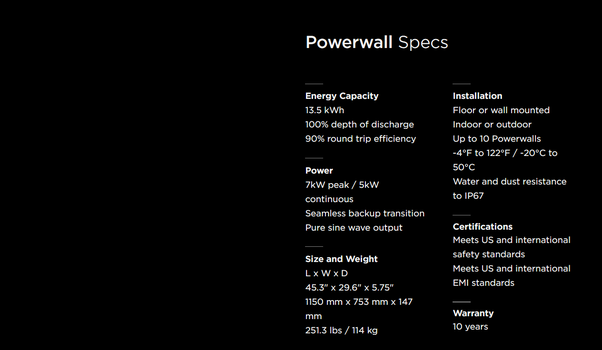 Powerwall Specs
Energy Capacity
13.5 kWh
100% depth of discharge
90% round trip efficiency
Power
7kW peak / 5kW
continuous
Seamless backup transition
Pure sine wave output
Size and Weight
L x W x D
45.3" x 29.6" x 5.75"
1150 mm x 753 mm x 147
mm
251.3 lbs / 114 kg
Installation
Floor or wall mounted
Indoor or outdoor
Up to 10 Powerwalls
-4°F to 122°F / -20°C to
50°C
Water and dust resistance
to IP67
Certifications
Meets US and international
safety standards
Meets US and international
EMI standards
Warranty
10 years